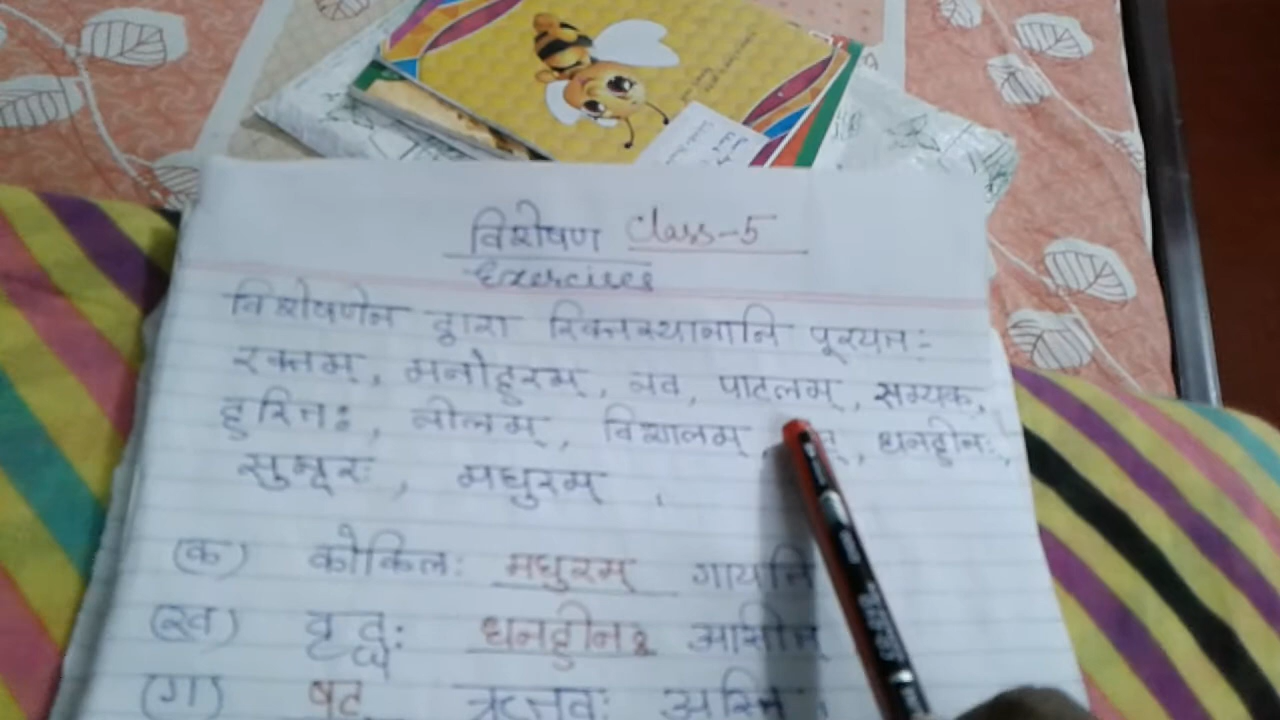 विशेषण Class-5
Exercises
विशेषणेन द्वारा रिक्तस्थानानि पूरयत:-
रक्तम्, मनोहरम्, नव, पाटलम्, सम्यक,
हरितः, नीलम्, विशालम्, धनहीनः,
सुन्दरः, मधुरम्,
(क) कोकिलः मधुरम् गायति
(ख) वृद्धः धनहीनः आसीत्
(ग) षट् ऋतवः